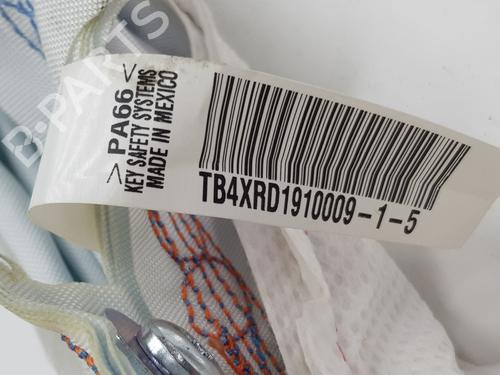 B-PARTS
>PA66<
KEY SAFETY SYSTEMS
MADE IN MEXICO
TB4XRD1910009-1-5